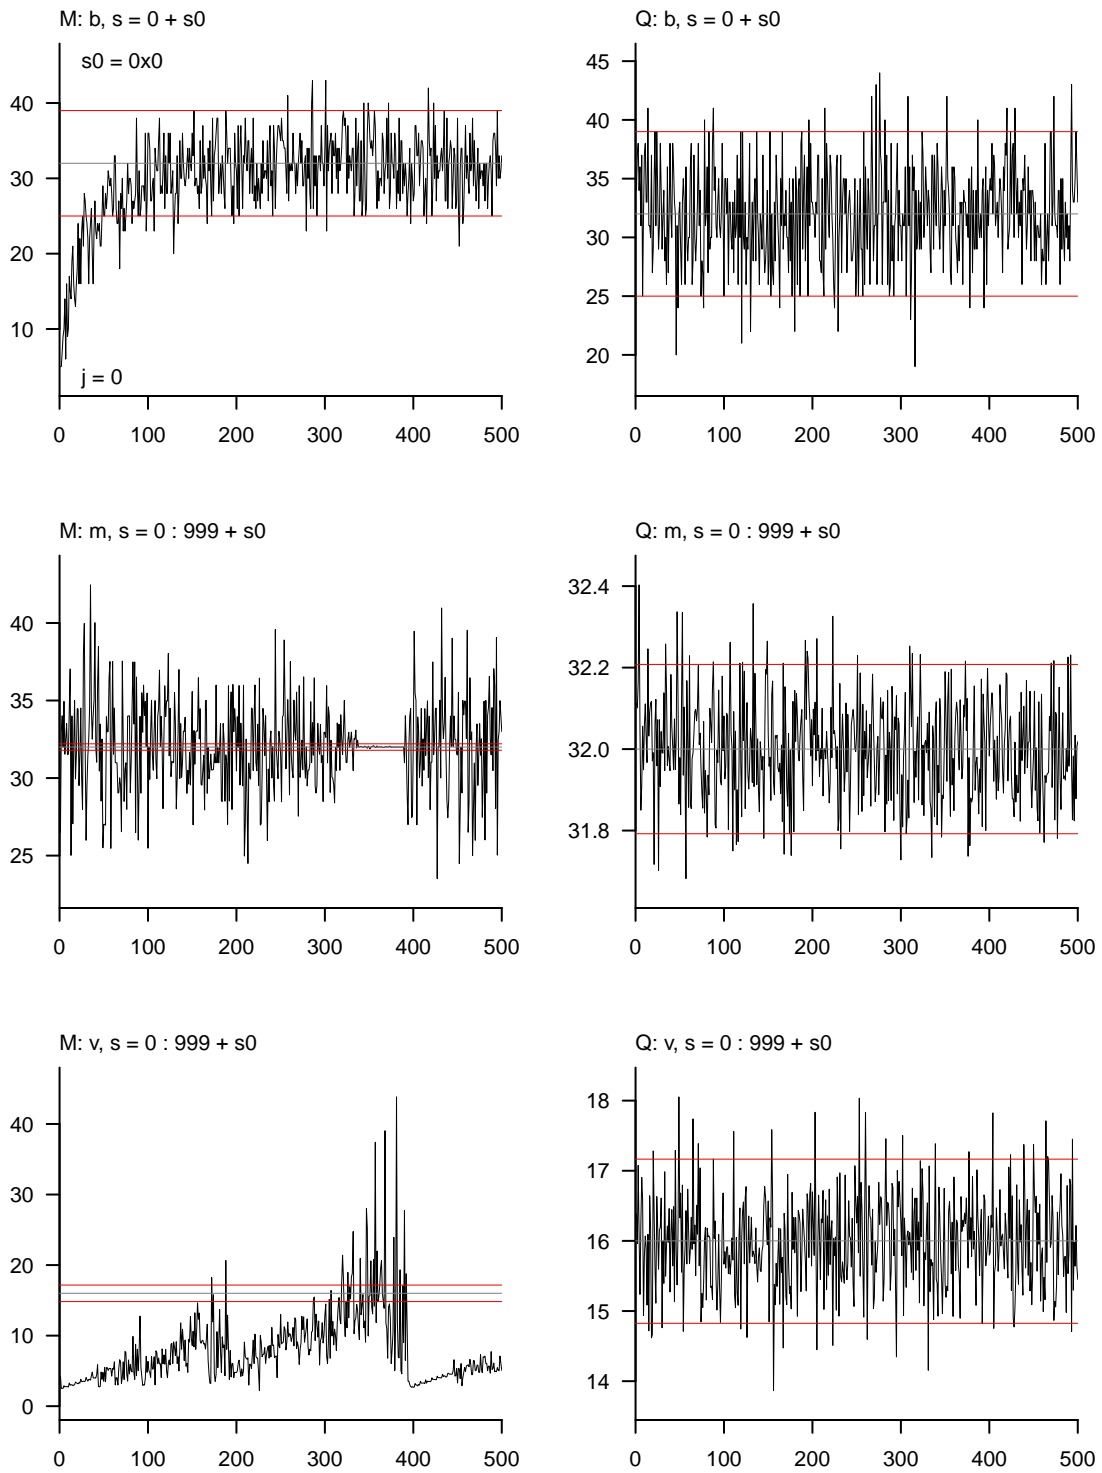 M: b, s = 0 + s0
s0 = 0x0
40
30
20
10
j = 0
0 100 200 300 400 500
Q: b, s = 0 + s0
45
40
35
30
25
20
0 100 200 300 400 500
M: m, s = 0 : 999 + s0
40
35
30
25
0 100 200 300 400 500
Q: m, s = 0 : 999 + s0
32.4
32.2
32.0
31.8
0 100 200 300 400 500
M: v, s = 0 : 999 + s0
40
30
20
10
0
0 100 200 300 400 500
Q: v, s = 0 : 999 + s0
18
17
16
15
14
0 100 200 300 400 500